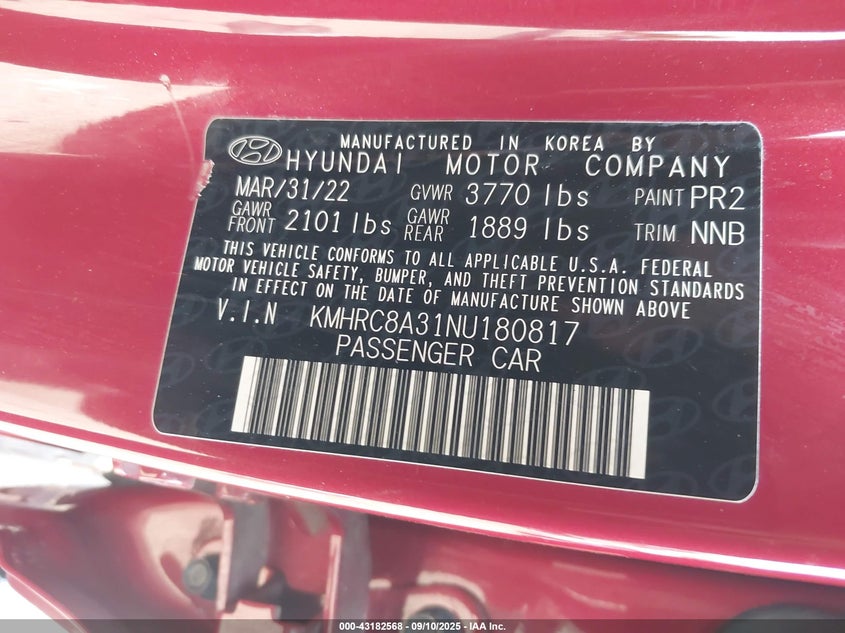 MANUFACTURED IN KOREA BY
HYUNDAI MOTOR COMPANY
MAR/31/22 GVWR 3770 lbs PAINT PR2
GAWR FRONT 2101 lbs GAWR REAR 1889 lbs TRIM NNB
THIS VEHICLE CONFORMS TO ALL APPLICABLE U.S.A. FEDERAL
MOTOR VEHICLE SAFETY, BUMPER, AND THEFT PREVENTION STANDARDS
IN EFFECT ON THE DATE OF MANUFACTURE SHOWN ABOVE
V.I.N KMHRC8A31NU180817
PASSENGER CAR
000-43182568 - 09/10/2025 - IAA Inc.